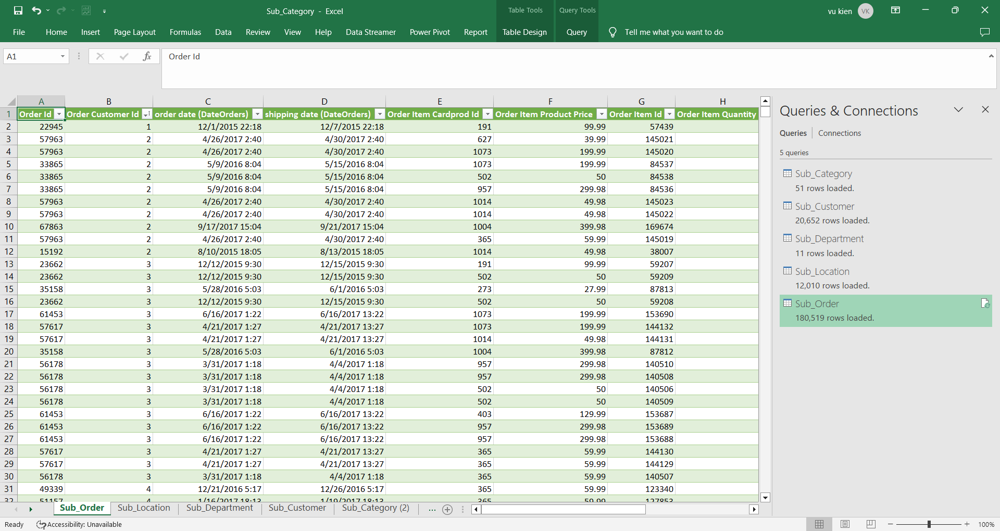 Sub_Category - Excel
Table Tools
Query Tools
vu kien
VK
File Home Insert Page Layout Formulas Data Review View Help Data Streamer Power Pivot Report Table Design Query Tell me what you want to do
A1 fx Order Id
A B C D E F G H
1 Order Id Order Customer Id order date (DateOrders) shipping date (DateOrders) Order Item Cardprod Id Order Item Product Price Order Item Id Order Item Quantity
2 22945 1 12/1/2015 22:18 12/7/2015 22:18 191 99.99 57439
3 57963 2 4/26/2017 2:40 4/30/2017 2:40 627 39.99 145021
4 57963 2 4/26/2017 2:40 4/30/2017 2:40 1073 199.99 145020
5 33865 2 5/9/2016 8:04 5/15/2016 8:04 1073 199.99 84537
6 33865 2 5/9/2016 8:04 5/15/2016 8:04 502 50 84538
7 33865 2 5/9/2016 8:04 5/15/2016 8:04 957 299.98 84536
8 57963 2 4/26/2017 2:40 4/30/2017 2:40 1014 49.98 145023
9 57963 2 4/26/2017 2:40 4/30/2017 2:40 1014 49.98 145022
10 67863 2 9/17/2017 15:04 9/21/2017 15:04 1004 399.98 169674
11 57963 2 4/26/2017 2:40 4/30/2017 2:40 365 59.99 145019
12 15192 2 8/10/2015 18:05 8/13/2015 18:05 1014 49.98 38007
13 23662 3 12/12/2015 9:30 12/15/2015 9:30 191 99.99 59207
14 23662 3 12/12/2015 9:30 12/15/2015 9:30 502 50 59209
15 35158 3 5/28/2016 5:03 6/1/2016 5:03 273 27.99 87813
16 23662 3 12/12/2015 9:30 12/15/2015 9:30 502 50 59208
17 61453 3 6/16/2017 1:22 6/16/2017 13:22 1073 199.99 153690
18 57617 3 4/21/2017 1:27 4/21/2017 13:27 1073 199.99 144132
19 57617 3 4/21/2017 1:27 4/21/2017 13:27 1014 49.98 144131
20 35158 3 5/28/2016 5:03 6/1/2016 5:03 1004 399.98 87812
21 56178 3 3/31/2017 1:18 4/4/2017 1:18 957 299.98 140510
22 56178 3 3/31/2017 1:18 4/4/2017 1:18 957 299.98 140508
23 56178 3 3/31/2017 1:18 4/4/2017 1:18 502 50 140506
24 56178 3 3/31/2017 1:18 4/4/2017 1:18 502 50 140509
25 61453 3 6/16/2017 1:22 6/16/2017 13:22 403 129.99 153687
26 61453 3 6/16/2017 1:22 6/16/2017 13:22 957 299.98 153689
27 61453 3 6/16/2017 1:22 6/16/2017 13:22 957 299.98 153688
28 57617 3 4/21/2017 1:27 4/21/2017 13:27 365 59.99 144130
29 57617 3 4/21/2017 1:27 4/21/2017 13:27 365 59.99 144129
30 56178 3 3/31/2017 1:18 4/4/2017 1:18 365 59.99 140507
31 49339 4 12/21/2016 5:17 12/26/2016 5:17 365 59.99 123340
32 51157 4 1/16/2017 18:13 1/19/2017 18:13 365 59.99 127853
Sub_Order Sub_Location Sub_Department Sub_Customer Sub_Category (2) ...
Queries & Connections
Queries Connections
5 queries
Sub_Category
51 rows loaded.
Sub_Customer
20,652 rows loaded.
Sub_Department
11 rows loaded.
Sub_Location
12,010 rows loaded.
Sub_Order
180,519 rows loaded.
Ready Accessibility: Unavailable 100%